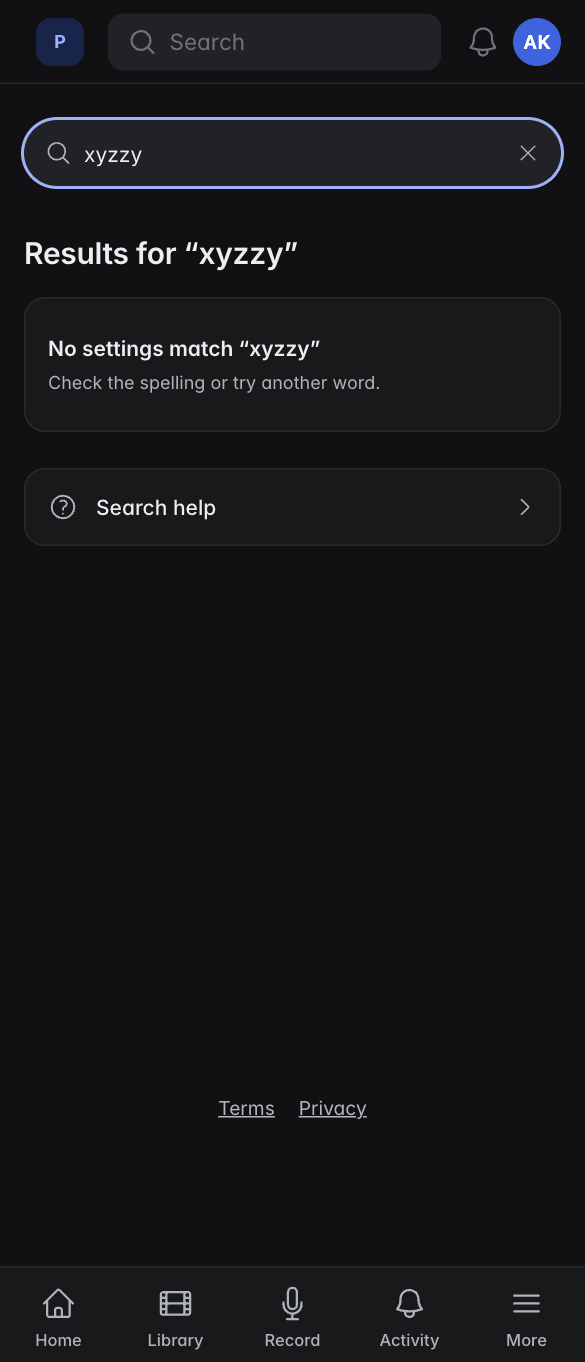 P
Search
AK
xyzzy
Results for “xyzzy”
No settings match “xyzzy”
Check the spelling or try another word.
Search help
Terms Privacy
Home Library Record Activity More